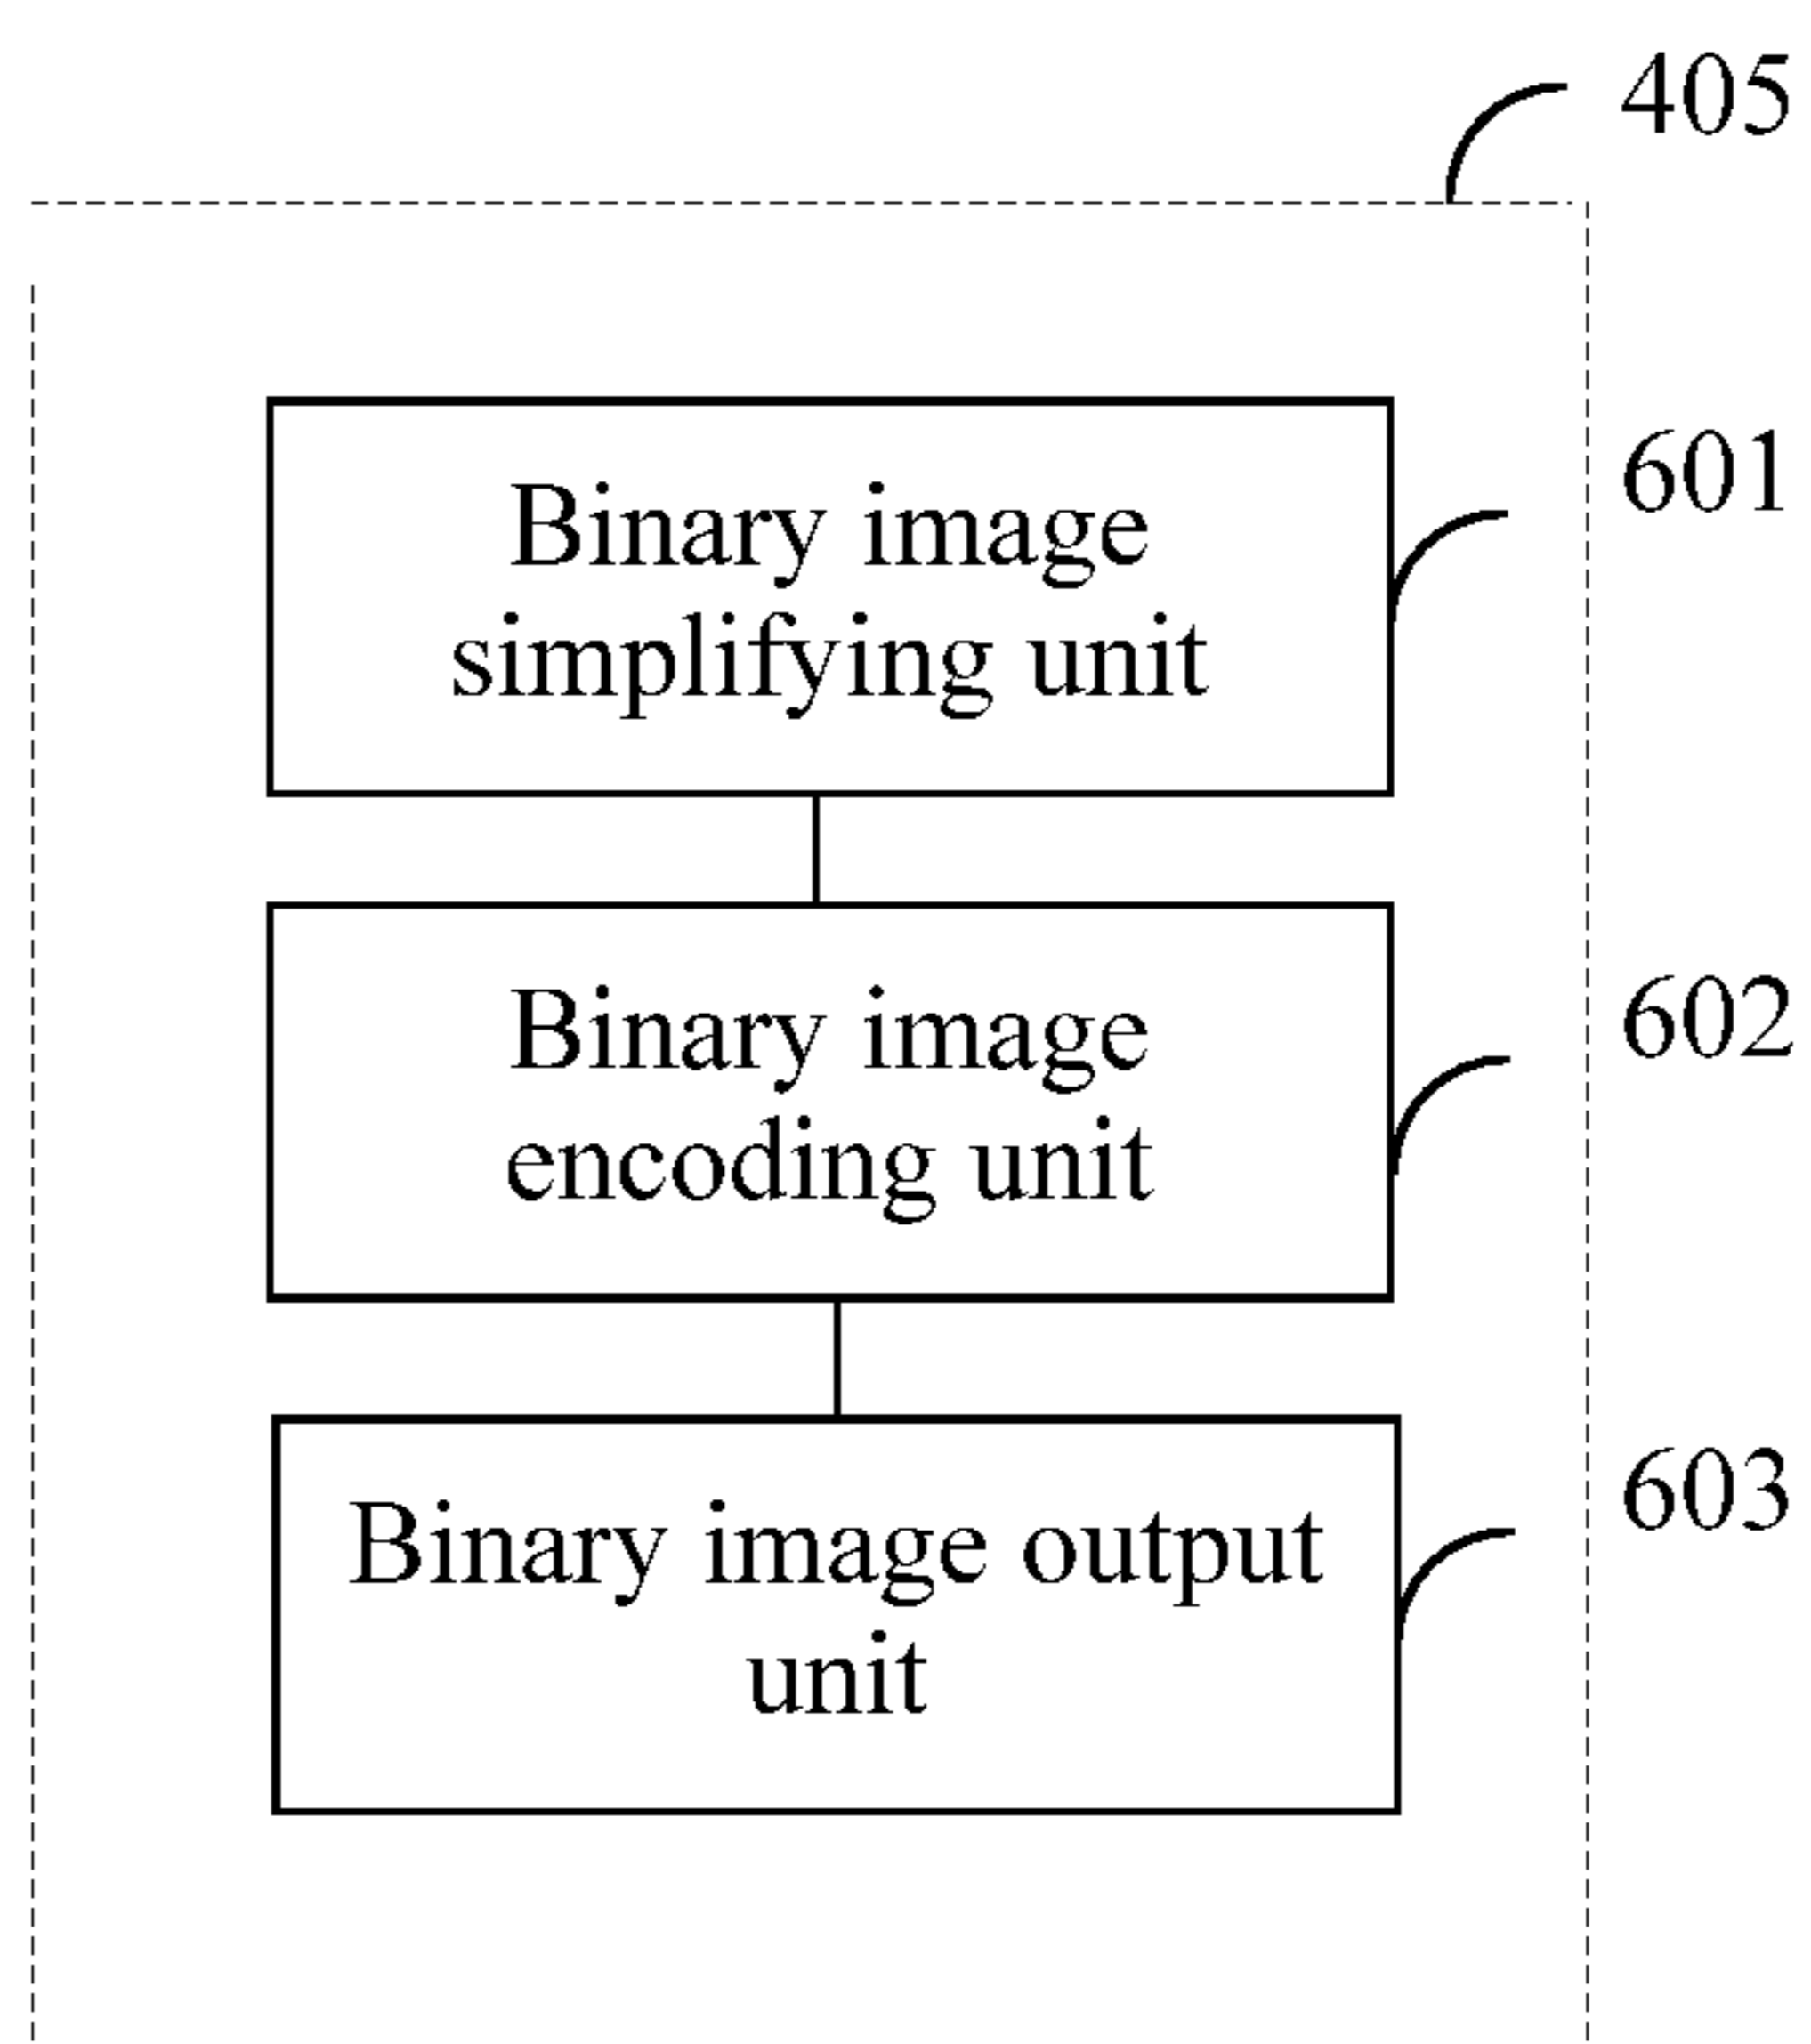 405
601
Binary image
simplifying unit
602
Binary image
encoding unit
603
Binary image output
unit